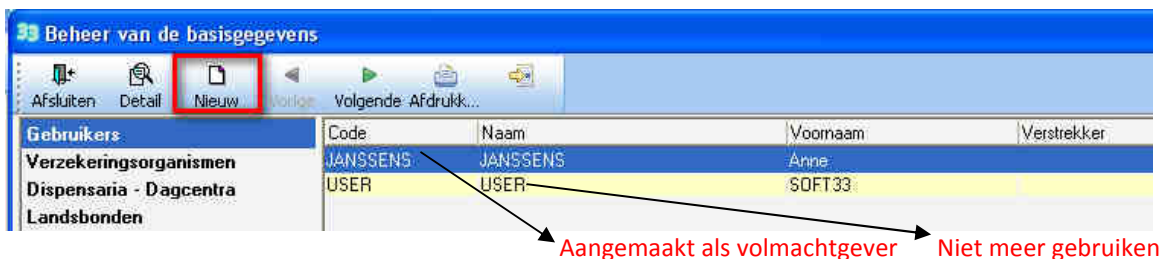 33 Beheer van de basisgegevens
Afsluiten Detail Nieuw Vorige Volgende Afdrukk...
Gebruikers Code Naam Voornaam Verstrekker
Verzekeringsorganismen JANSSENS JANSSENS Anne
Dispensaria - Dagcentra USER USER SOFT33
Landsbonden
Aangemaakt als volmachtgever Niet meer gebruiken